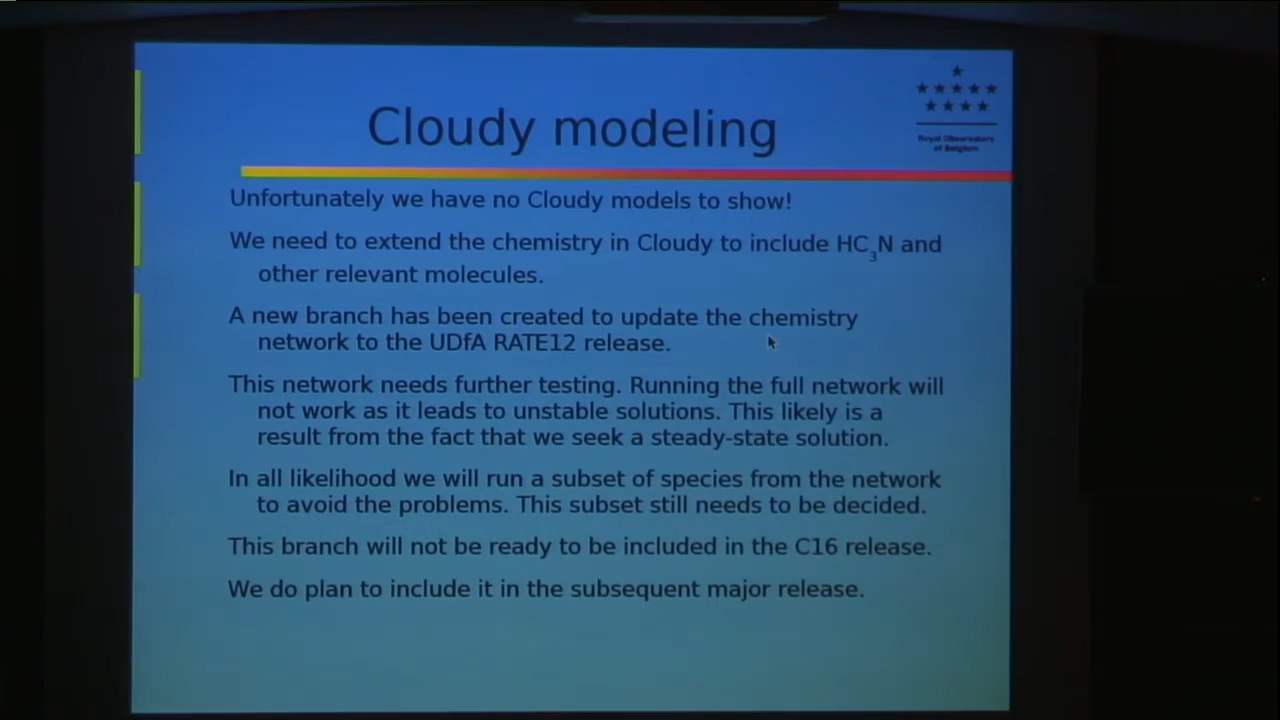 Cloudy modeling
Royal Observatory
of Belgium
Unfortunately we have no Cloudy models to show!
We need to extend the chemistry in Cloudy to include HC₃N and
other relevant molecules.
A new branch has been created to update the chemistry
network to the UDfA RATE12 release.
This network needs further testing. Running the full network will
not work as it leads to unstable solutions. This likely is a
result from the fact that we seek a steady-state solution.
In all likelihood we will run a subset of species from the network
to avoid the problems. This subset still needs to be decided.
This branch will not be ready to be included in the C16 release.
We do plan to include it in the subsequent major release.